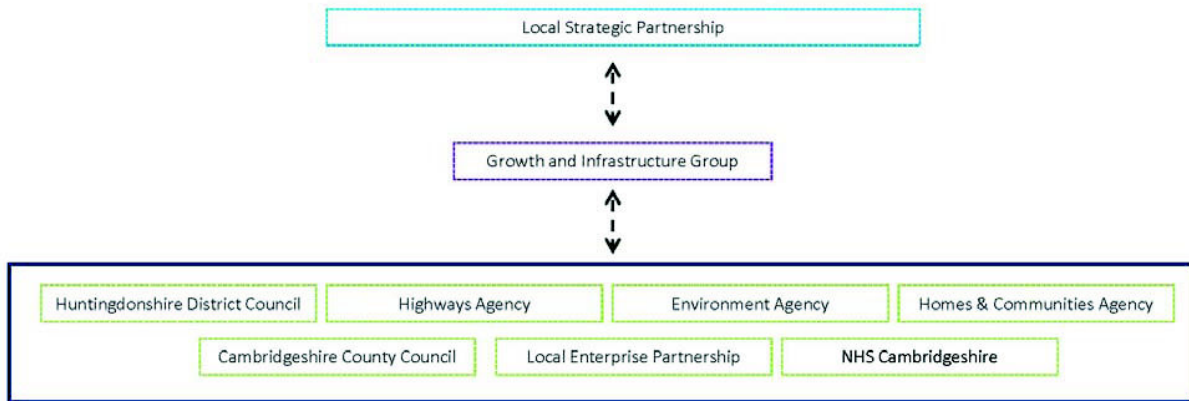 Local Strategic Partnership
Growth and Infrastructure Group
Huntingdonshire District Council
Highways Agency
Environment Agency
Homes & Communities Agency
Cambridgeshire County Council
Local Enterprise Partnership
NHS Cambridgeshire